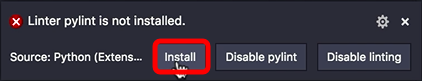 Linter pylint is not installed.
Source: Python (Extens... Install Disable pylint Disable linting